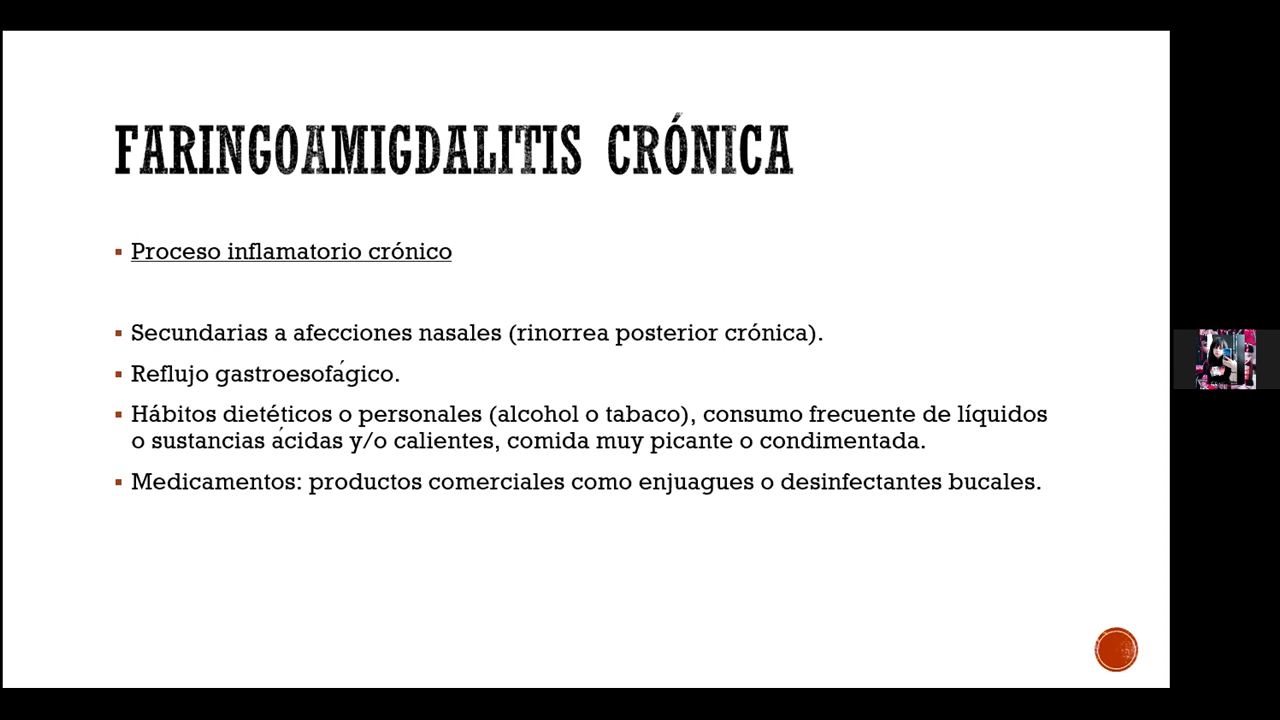 FARINGOAMIGDALITIS CRÓNICA
▪ Proceso inflamatorio crónico
▪ Secundarias a afecciones nasales (rinorrea posterior crónica).
▪ Reflujo gastroesofágico.
▪ Hábitos dietéticos o personales (alcohol o tabaco), consumo frecuente de líquidos
o sustancias ácidas y/o calientes, comida muy picante o condimentada.
▪ Medicamentos: productos comerciales como enjuagues o desinfectantes bucales.